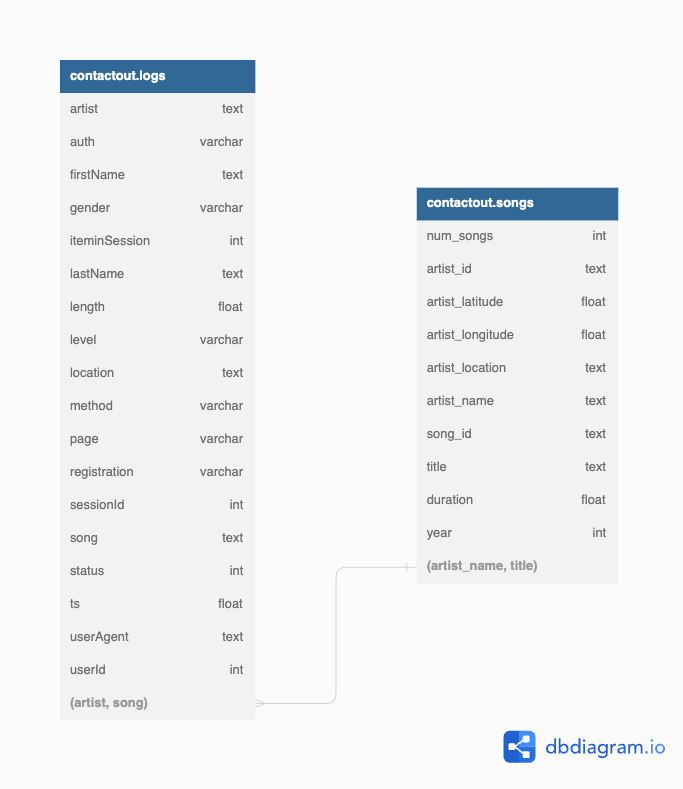 contactout.logs
artist text
auth varchar
firstName text
gender varchar
iteminSession int
lastName text
length float
level varchar
location text
method varchar
page varchar
registration varchar
sessionId int
song text
status int
ts float
userAgent text
userId int
(artist, song)
contactout.songs
num_songs int
artist_id text
artist_latitude float
artist_longitude float
artist_location text
artist_name text
song_id text
title text
duration float
year int
(artist_name, title)
dbdiagram.io